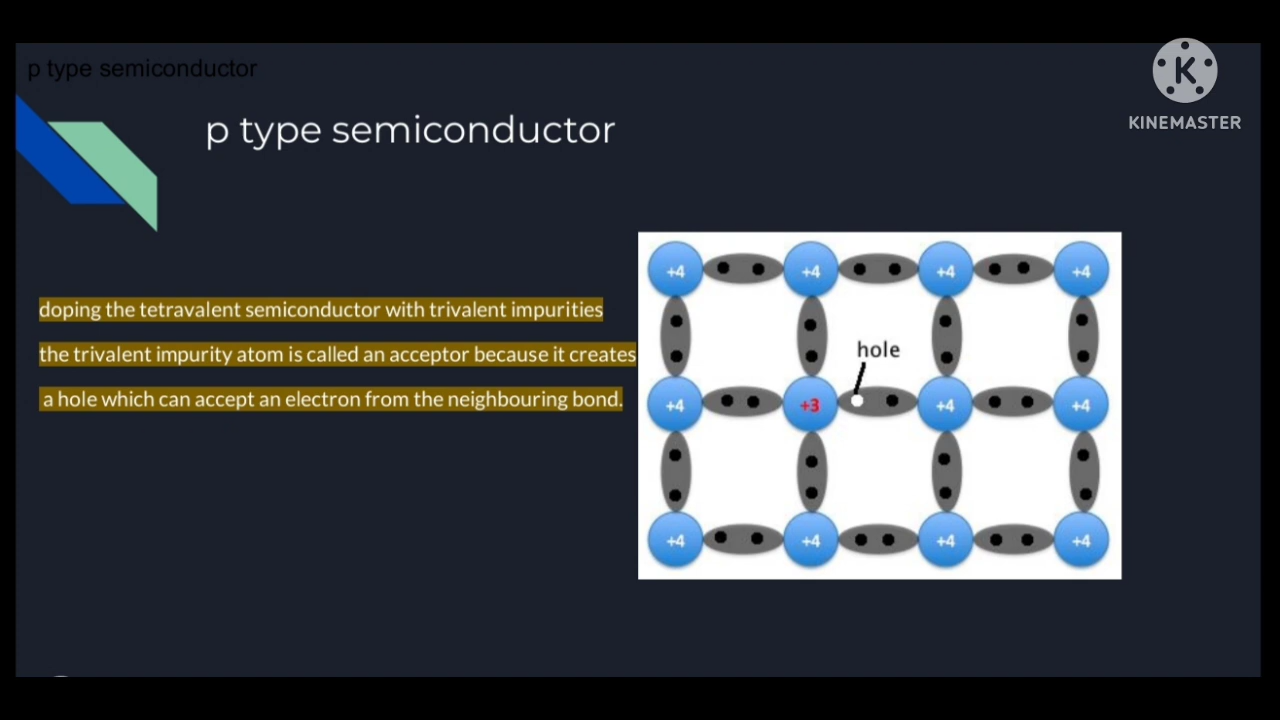 p type semiconductor
KINEMASTER
p type semiconductor
doping the tetravalent semiconductor with trivalent impurities
the trivalent impurity atom is called an acceptor because it creates
a hole which can accept an electron from the neighbouring bond.
+4 +4 +4 +4
hole
+4 +3 +4 +4
+4 +4 +4 +4